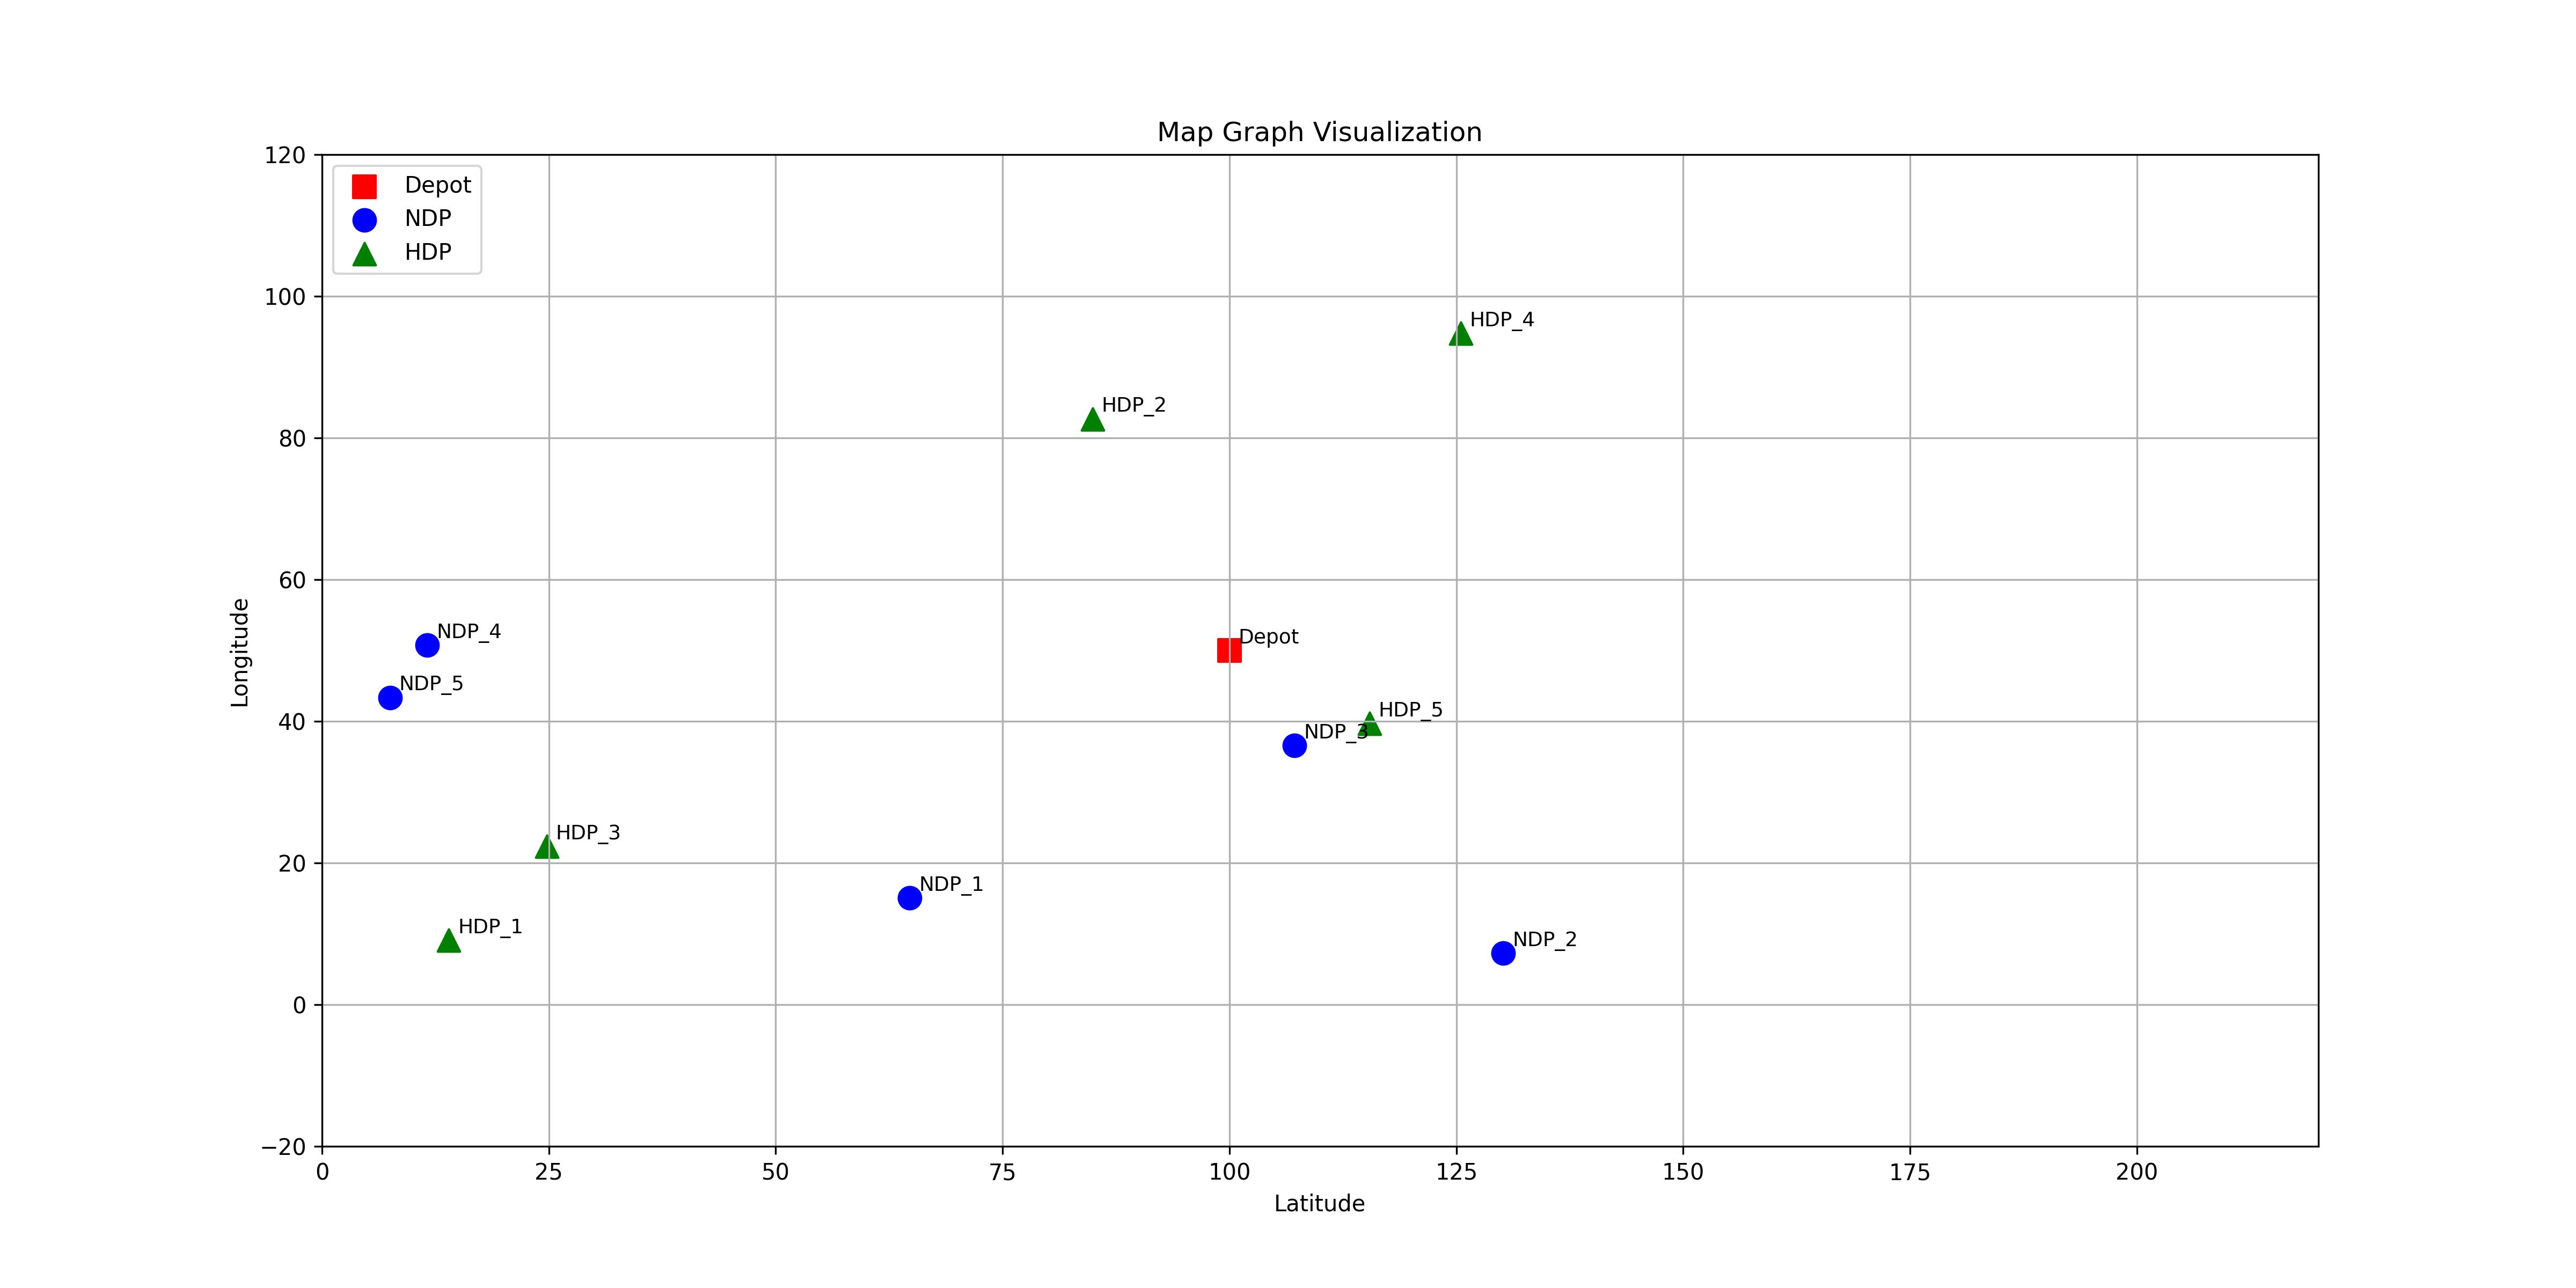 Map Graph Visualization
120
100
80
60
40
20
0
−20
Longitude
Depot
NDP
HDP
HDP_4
HDP_2
NDP_4
Depot
NDP_5
HDP_5
NDP_3
HDP_3
NDP_1
HDP_1
NDP_2
0 25 50 75 100 125 150 175 200
Latitude